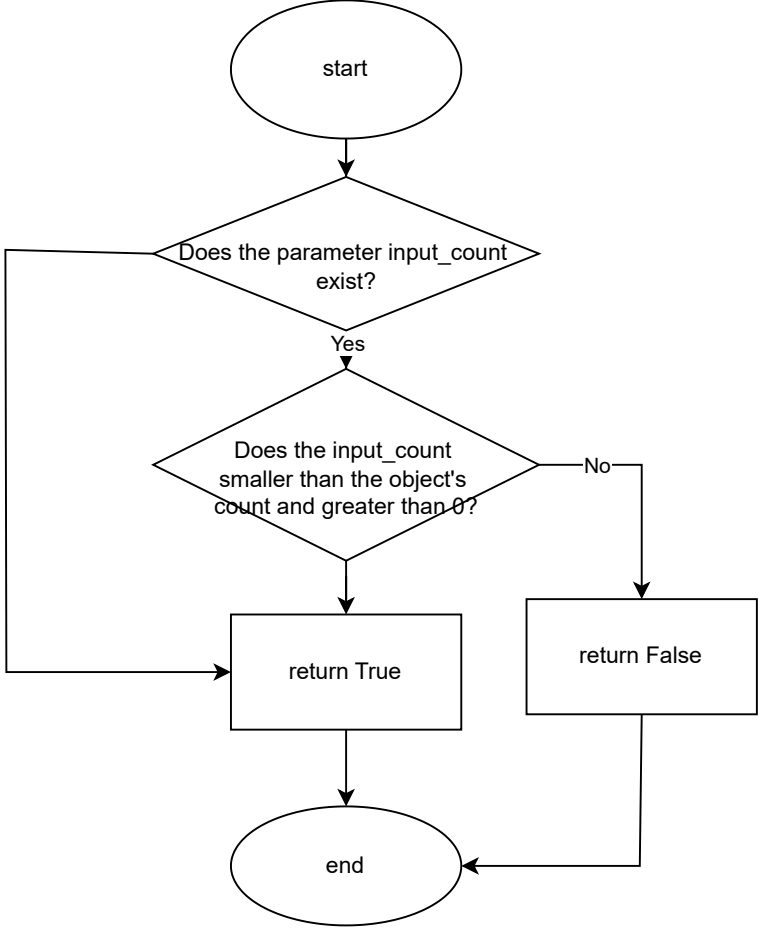 start
Does the parameter input_count
exist?
Yes
Does the input_count
smaller than the object's
count and greater than 0?
No
return True
return False
end